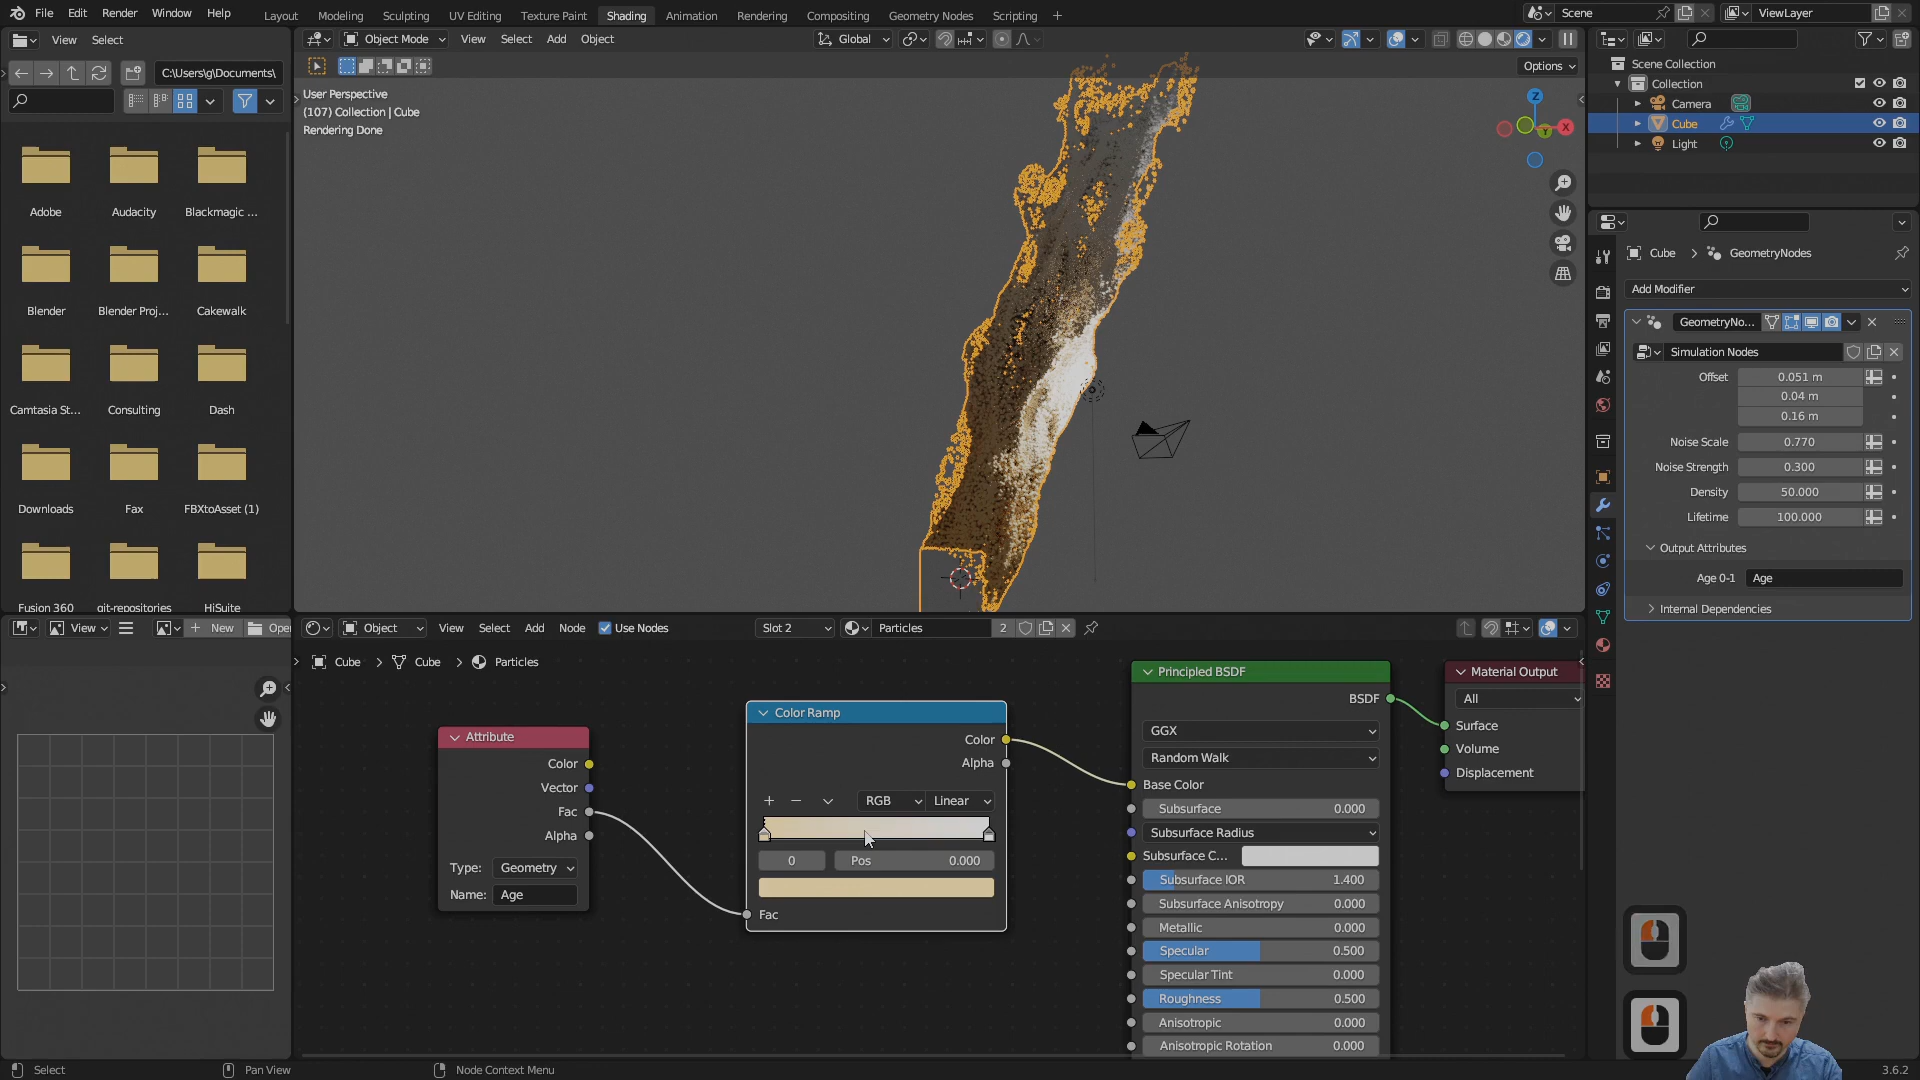 File Edit Render Window Help Layout Modeling Sculpting UV Editing Texture Paint Shading Animation Rendering Compositing Geometry Nodes Scripting + Scene ViewLayer
View Select Object Mode View Select Add Object Global
C:\Users\g\Documents\ Options
User Perspective
(107) Collection | Cube
Rendering Done
Z
Y
X
Scene Collection
Collection
Camera
Cube
Light
Adobe Audacity Blackmagic ...
Blender Blender Proj... Cakewalk
Camtasia St... Consulting Dash
Downloads Fax FBXtoAsset (1)
Fusion 360 git-repositories HiSuite
Cube > GeometryNodes
Add Modifier
GeometryNo...
Simulation Nodes
Offset 0.051 m
0.04 m
0.16 m
Noise Scale 0.770
Noise Strength 0.300
Density 50.000
Lifetime 100.000
Output Attributes
Age 0-1 Age
Internal Dependencies
View + New Oper
Object View Select Add Node Use Nodes Slot 2 Particles 2
Cube > Cube > Particles
Attribute
Color
Vector
Fac
Alpha
Type: Geometry
Name: Age
Color Ramp
Color
Alpha
+ − RGB Linear
0 Pos 0.000
Fac
Principled BSDF
BSDF
GGX
Random Walk
Base Color
Subsurface 0.000
Subsurface Radius
Subsurface C...
Subsurface IOR 1.400
Subsurface Anisotropy 0.000
Metallic 0.000
Specular 0.500
Specular Tint 0.000
Roughness 0.500
Anisotropic 0.000
Anisotropic Rotation 0.000
Material Output
All
Surface
Volume
Displacement
Select Pan View Node Context Menu 3.6.2